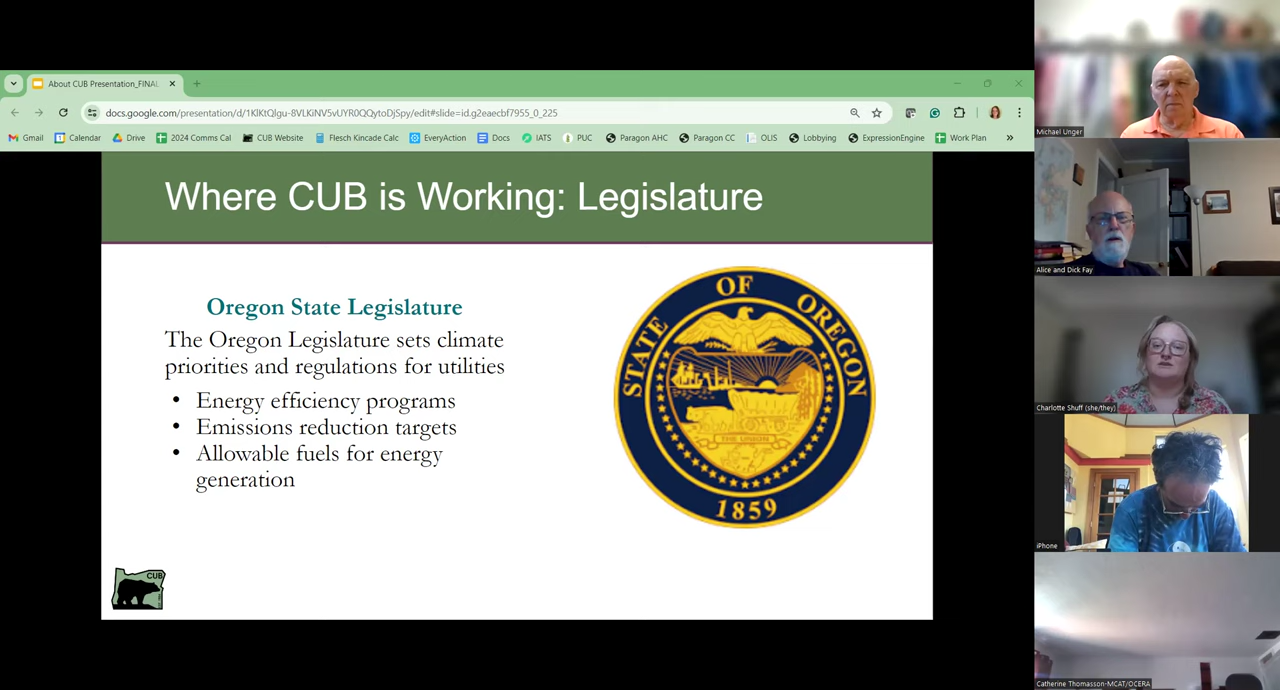 About CUB Presentation_FINAL
docs.google.com/presentation/d/1KlKtQlgu-8VLKiNV5vUYR0QQytoDjSpy/edit#slide=id.g2eaecbf7955_0_225
Gmail Calendar Drive 2024 Comms Cal CUB Website Flesch Kincade Calc EveryAction Docs IATS PUC Paragon AHC Paragon CC OLIS Lobbying ExpressionEngine Work Plan
Where CUB is Working: Legislature
Oregon State Legislature
The Oregon Legislature sets climate
priorities and regulations for utilities
• Energy efficiency programs
• Emissions reduction targets
• Allowable fuels for energy
generation
STATE OF OREGON
THE UNION
1859
CUB
Michael Unger
Alice and Dick Fay
Charlotte Shuff (she/they)
iPhone
Catherine Thomasson-MCAT/OCERA